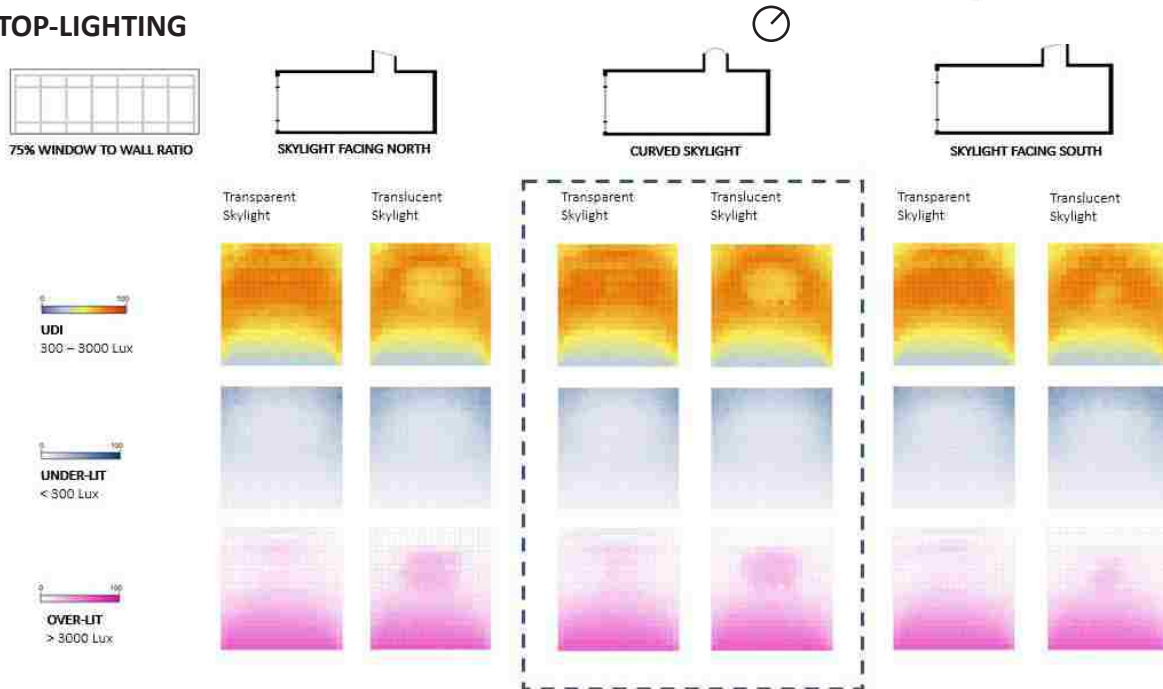 TOP-LIGHTING
75% WINDOW TO WALL RATIO
SKYLIGHT FACING NORTH
CURVED SKYLIGHT
SKYLIGHT FACING SOUTH
Transparent
Skylight
Translucent
Skylight
Transparent
Skylight
Translucent
Skylight
Transparent
Skylight
Translucent
Skylight
0 100
UDI
300 – 3000 Lux
0 100
UNDER-LIT
< 300 Lux
0 100
OVER-LIT
> 3000 Lux